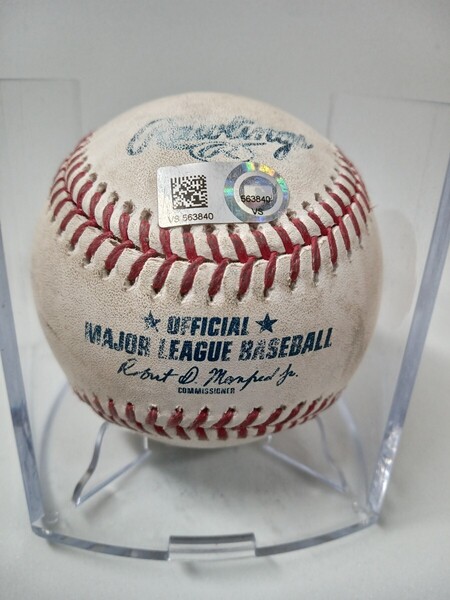 Rawlings
VS 563840
563840
VS
★ OFFICIAL ★
MAJOR LEAGUE BASEBALL
Robert D. Manfred Jr.
COMMISSIONER